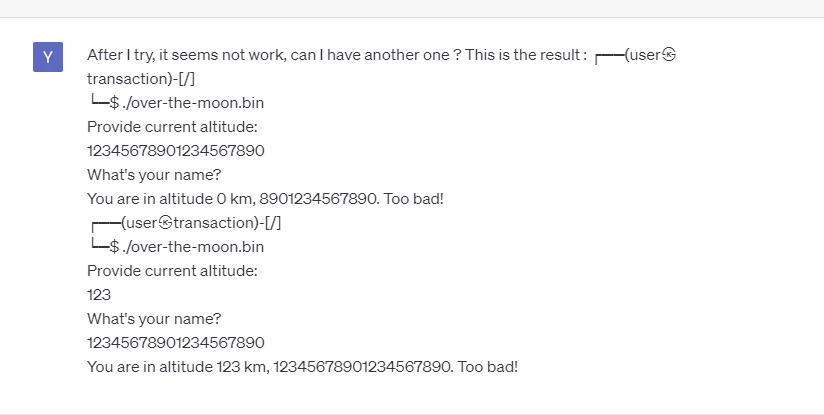 Y
After I try, it seems not work, can I have another one ? This is the result : ┌──(user㉿
transaction)-[/]
└─$ ./over-the-moon.bin
Provide current altitude:
12345678901234567890
What's your name?
You are in altitude 0 km, 8901234567890. Too bad!
┌──(user㉿transaction)-[/]
└─$ ./over-the-moon.bin
Provide current altitude:
123
What's your name?
12345678901234567890
You are in altitude 123 km, 12345678901234567890. Too bad!